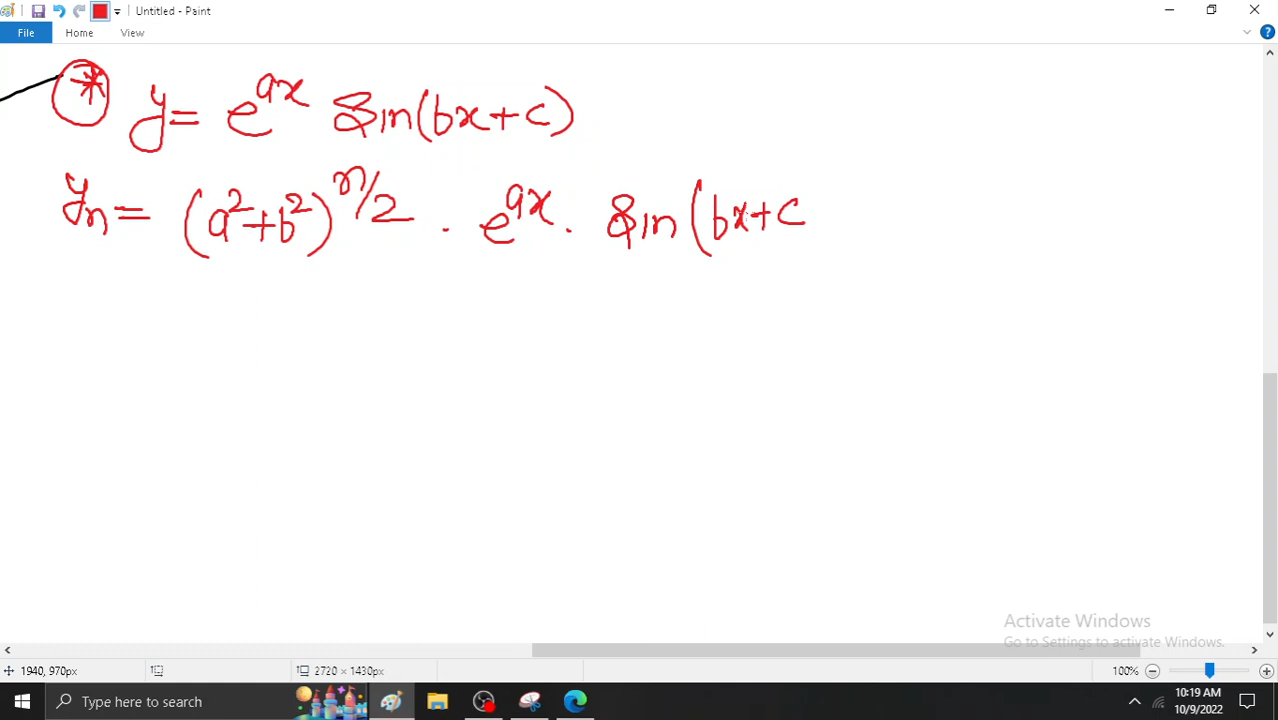 Untitled - Paint
File Home View
* y = e^ax Sin(bx+c)
yn = (a²+b²)^n/2 . e^ax . Sin(bx+c
Activate Windows
Go to Settings to activate Windows.
1940, 970px 2720 × 1430px 100%
Type here to search
10:19 AM
10/9/2022